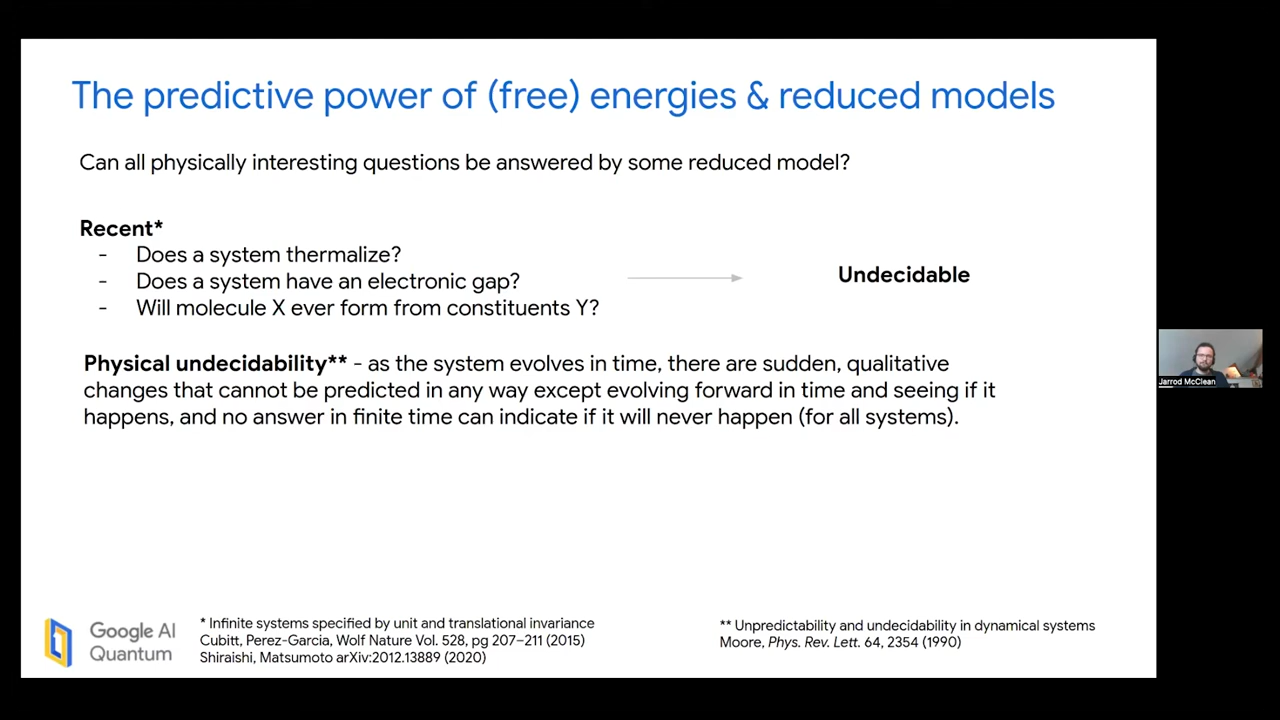 The predictive power of (free) energies & reduced models
Can all physically interesting questions be answered by some reduced model?
Recent*
- Does a system thermalize?
- Does a system have an electronic gap?
- Will molecule X ever form from constituents Y?
Undecidable
Physical undecidability** - as the system evolves in time, there are sudden, qualitative
changes that cannot be predicted in any way except evolving forward in time and seeing if it
happens, and no answer in finite time can indicate if it will never happen (for all systems).
Jarrod McClean
Google AI
Quantum
* Infinite systems specified by unit and translational invariance
Cubitt, Perez-Garcia, Wolf Nature Vol. 528, pg 207–211 (2015)
Shiraishi, Matsumoto arXiv:2012.13889 (2020)
** Unpredictability and undecidability in dynamical systems
Moore, Phys. Rev. Lett. 64, 2354 (1990)